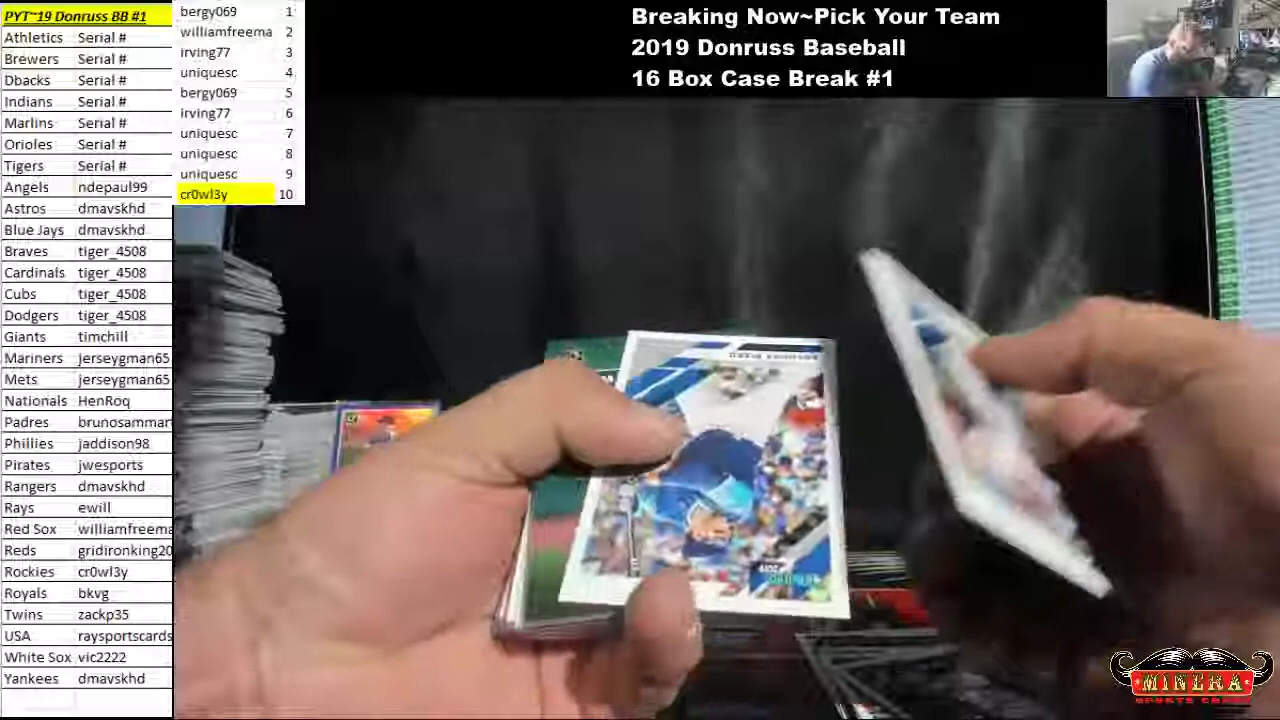 PYT~19 Donruss BB #1
Athletics Serial #
Brewers Serial #
Dbacks Serial #
Indians Serial #
Marlins Serial #
Orioles Serial #
Tigers Serial #
Angels ndepaul99
Astros dmavskhd
Blue Jays dmavskhd
Braves tiger_4508
Cardinals tiger_4508
Cubs tiger_4508
Dodgers tiger_4508
Giants timchill
Mariners jerseygman65
Mets jerseygman65
Nationals HenRoq
Padres brunosammar
Phillies jaddison98
Pirates jwesports
Rangers dmavskhd
Rays ewill
Red Sox williamfreema
Reds gridironking20
Rockies cr0wl3y
Royals bkvg
Twins zackp35
USA raysportscards
White Sox vic2222
Yankees dmavskhd
bergy069 1
williamfreema 2
irving77 3
uniquesc 4
bergy069 5
irving77 6
uniquesc 7
uniquesc 8
uniquesc 9
cr0wl3y 10
Breaking Now~Pick Your Team
2019 Donruss Baseball
16 Box Case Break #1
MINERA
SPORTS